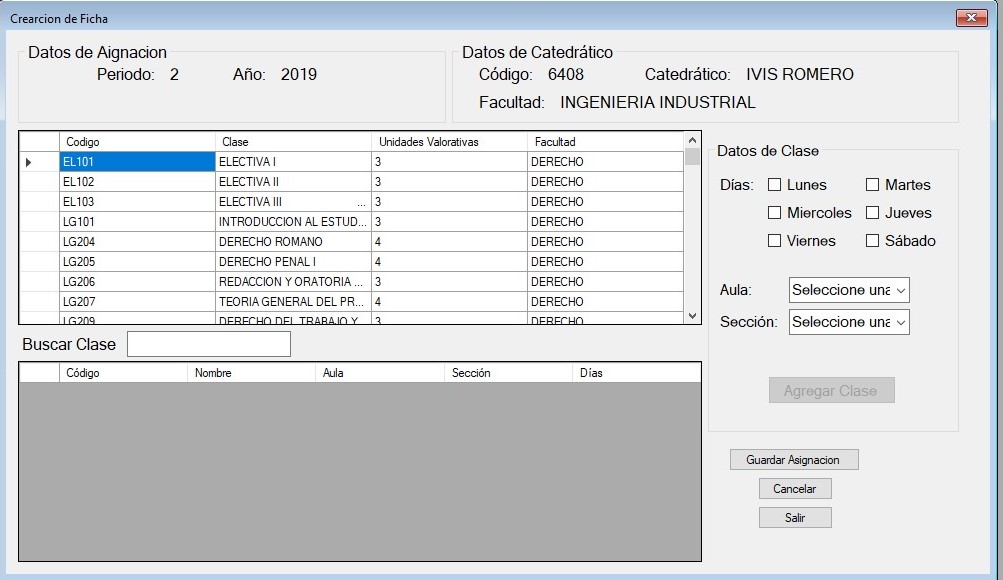 Crearcion de Ficha
Datos de Aignacion
Periodo: 2 Año: 2019
Datos de Catedrático
Código: 6408 Catedrático: IVIS ROMERO
Facultad: INGENIERIA INDUSTRIAL
Codigo Clase Unidades Valorativas Facultad
EL101 ELECTIVA I 3 DERECHO
EL102 ELECTIVA II 3 DERECHO
EL103 ELECTIVA III ... 3 DERECHO
LG101 INTRODUCCION AL ESTUD... 3 DERECHO
LG204 DERECHO ROMANO 4 DERECHO
LG205 DERECHO PENAL I 4 DERECHO
LG206 REDACCION Y ORATORIA ... 3 DERECHO
LG207 TEORIA GENERAL DEL PR... 4 DERECHO
LG209 DERECHO DEL TRABAJO Y 3 DERECHO
Datos de Clase
Días: Lunes Martes
Miercoles Jueves
Viernes Sábado
Aula: Seleccione una
Sección: Seleccione una
Agregar Clase
Buscar Clase
Código Nombre Aula Sección Días
Guardar Asignacion
Cancelar
Salir